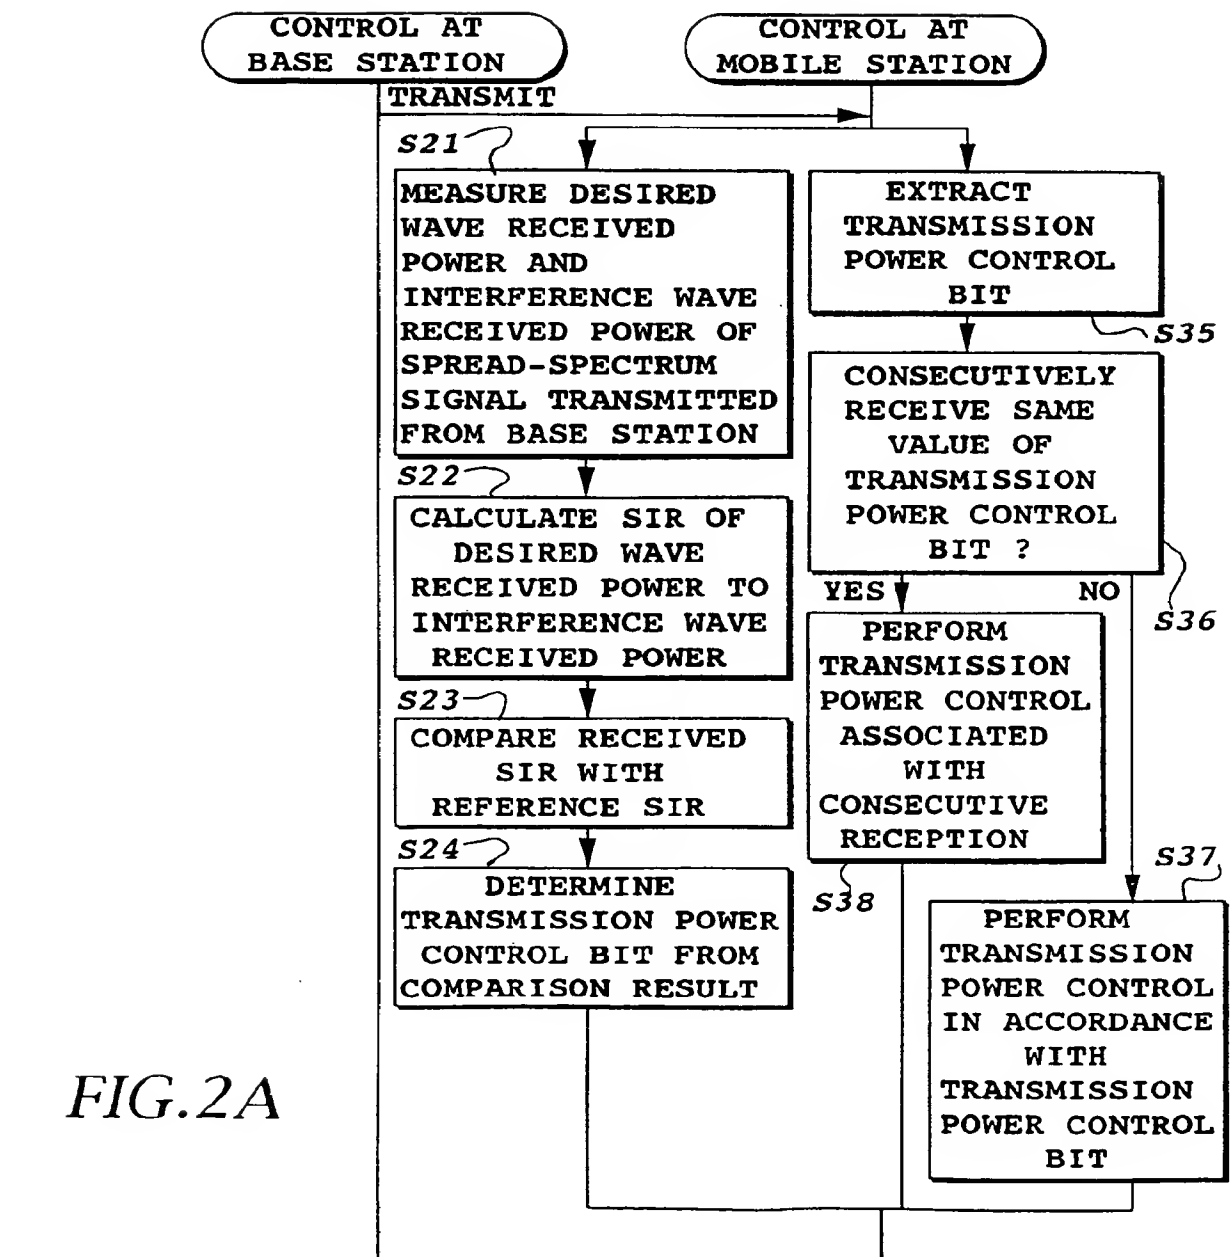 CONTROL AT
BASE STATION
CONTROL AT
MOBILE STATION
TRANSMIT
S21
MEASURE DESIRED
WAVE RECEIVED
POWER AND
INTERFERENCE WAVE
RECEIVED POWER OF
SPREAD-SPECTRUM
SIGNAL TRANSMITTED
FROM BASE STATION
S22
CALCULATE SIR OF
DESIRED WAVE
RECEIVED POWER TO
INTERFERENCE WAVE
RECEIVED POWER
S23
COMPARE RECEIVED
SIR WITH
REFERENCE SIR
S24
DETERMINE
TRANSMISSION POWER
CONTROL BIT FROM
COMPARISON RESULT
EXTRACT
TRANSMISSION
POWER CONTROL
BIT
S35
CONSECUTIVELY
RECEIVE SAME
VALUE OF
TRANSMISSION
POWER CONTROL
BIT ?
S36
YES
NO
PERFORM
TRANSMISSION
POWER CONTROL
ASSOCIATED
WITH
CONSECUTIVE
RECEPTION
S38
S37
PERFORM
TRANSMISSION
POWER CONTROL
IN ACCORDANCE
WITH
TRANSMISSION
POWER CONTROL
BIT
FIG.2A